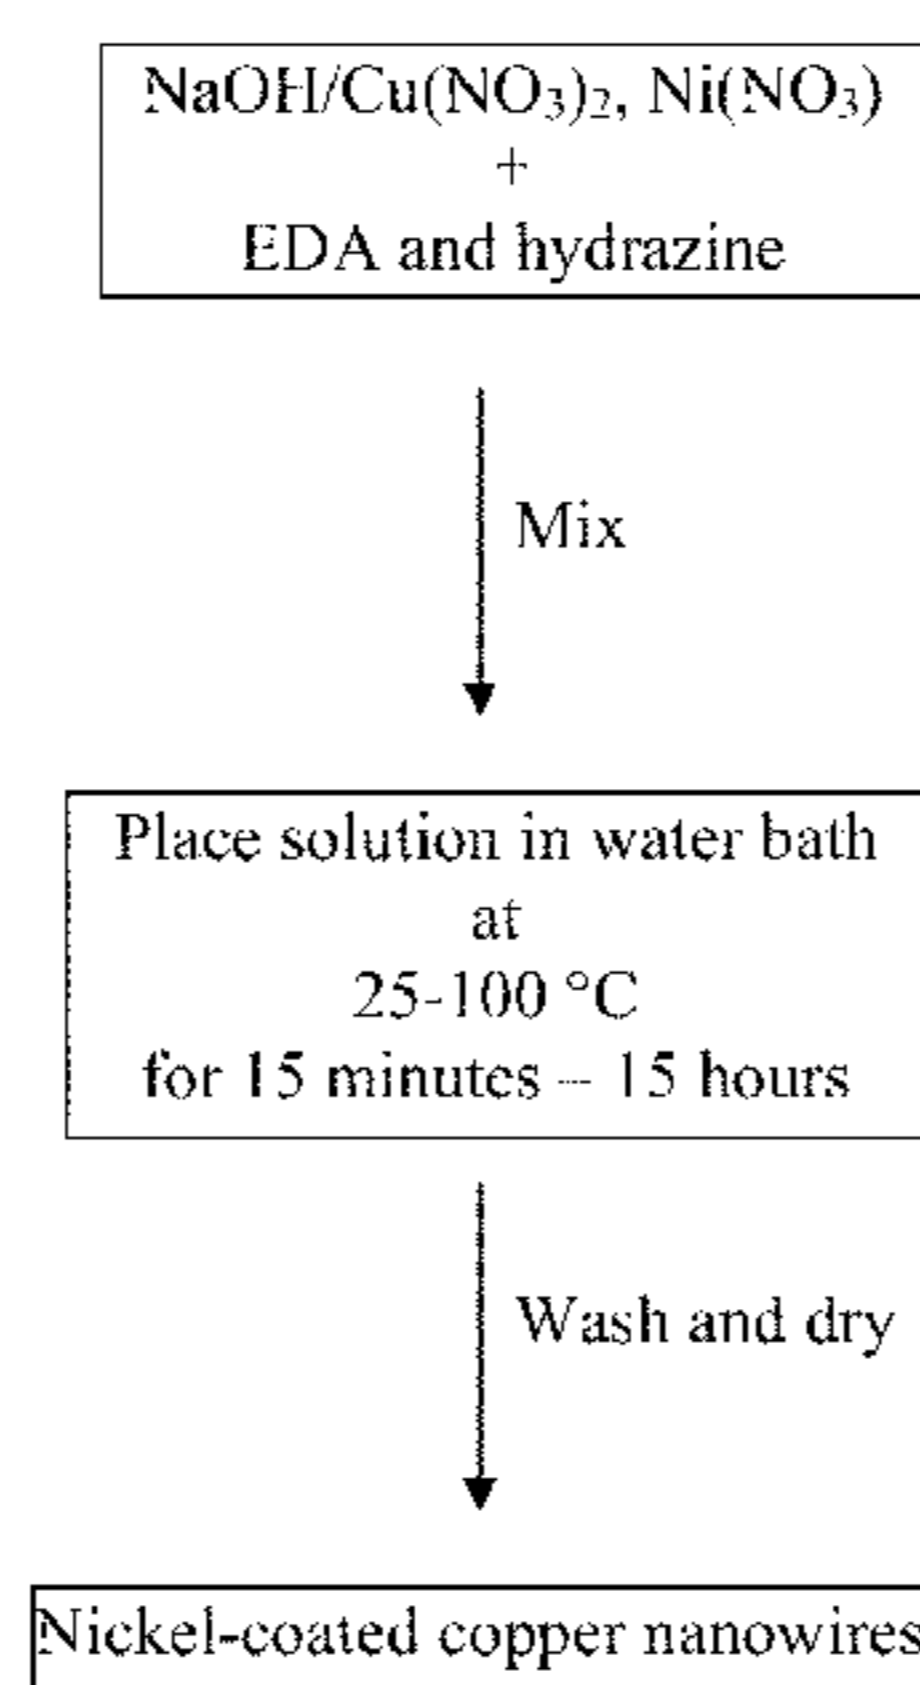 NaOH/Cu(NO₃)₂, Ni(NO₃)
+
EDA and hydrazine
Mix
Place solution in water bath
at
25-100 °C
for 15 minutes – 15 hours
Wash and dry
Nickel-coated copper nanowires